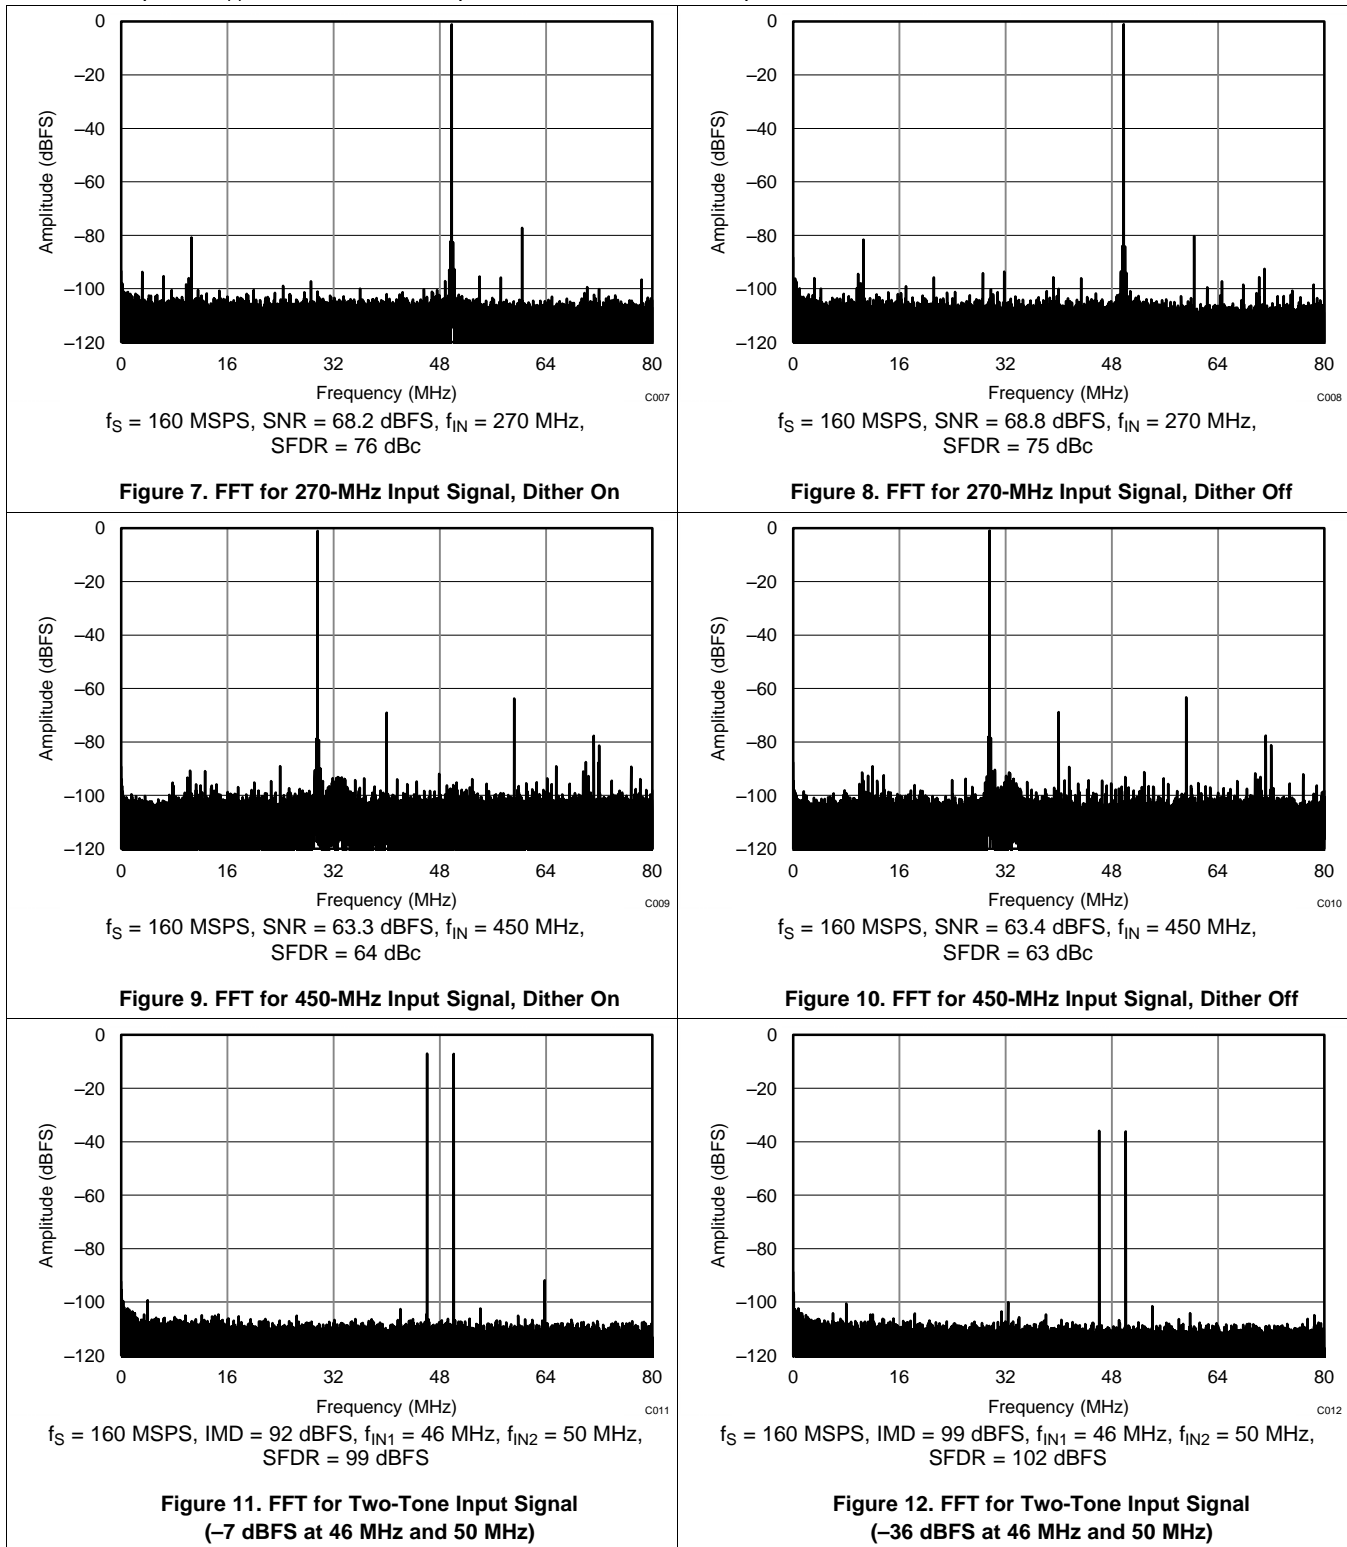 0
–20
–40
–60
–80
–100
–120
0 16 32 48 64 80
Amplitude (dBFS)
Frequency (MHz)
C007
fS = 160 MSPS, SNR = 68.2 dBFS, fIN = 270 MHz,
SFDR = 76 dBc
Figure 7. FFT for 270-MHz Input Signal, Dither On
0
–20
–40
–60
–80
–100
–120
0 16 32 48 64 80
Amplitude (dBFS)
Frequency (MHz)
C008
fS = 160 MSPS, SNR = 68.8 dBFS, fIN = 270 MHz,
SFDR = 75 dBc
Figure 8. FFT for 270-MHz Input Signal, Dither Off
0
–20
–40
–60
–80
–100
–120
0 16 32 48 64 80
Amplitude (dBFS)
Frequency (MHz)
C009
fS = 160 MSPS, SNR = 63.3 dBFS, fIN = 450 MHz,
SFDR = 64 dBc
Figure 9. FFT for 450-MHz Input Signal, Dither On
0
–20
–40
–60
–80
–100
–120
0 16 32 48 64 80
Amplitude (dBFS)
Frequency (MHz)
C010
fS = 160 MSPS, SNR = 63.4 dBFS, fIN = 450 MHz,
SFDR = 63 dBc
Figure 10. FFT for 450-MHz Input Signal, Dither Off
0
–20
–40
–60
–80
–100
–120
0 16 32 48 64 80
Amplitude (dBFS)
Frequency (MHz)
C011
fS = 160 MSPS, IMD = 92 dBFS, fIN1 = 46 MHz, fIN2 = 50 MHz,
SFDR = 99 dBFS
Figure 11. FFT for Two-Tone Input Signal
(–7 dBFS at 46 MHz and 50 MHz)
0
–20
–40
–60
–80
–100
–120
0 16 32 48 64 80
Amplitude (dBFS)
Frequency (MHz)
C012
fS = 160 MSPS, IMD = 99 dBFS, fIN1 = 46 MHz, fIN2 = 50 MHz,
SFDR = 102 dBFS
Figure 12. FFT for Two-Tone Input Signal
(–36 dBFS at 46 MHz and 50 MHz)